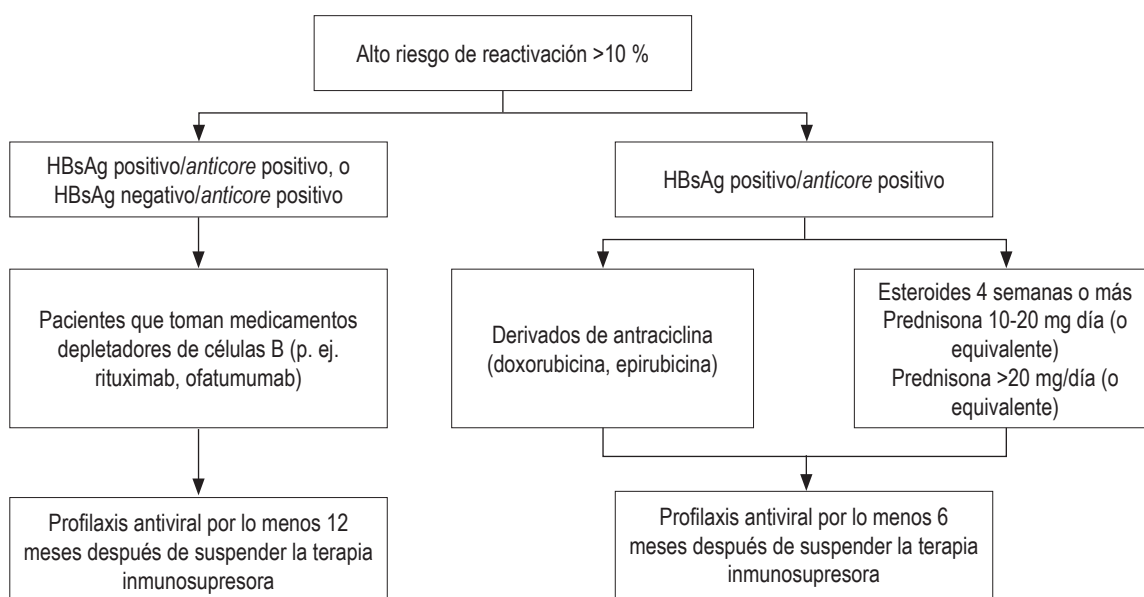 Alto riesgo de reactivación >10 %
HBsAg positivo/anticore positivo, o
HBsAg negativo/anticore positivo
HBsAg positivo/anticore positivo
Pacientes que toman medicamentos
depletadores de células B (p. ej.
rituximab, ofatumumab)
Derivados de antraciclina
(doxorubicina, epirubicina)
Esteroides 4 semanas o más
Prednisona 10-20 mg día (o
equivalente)
Prednisona >20 mg/día (o
equivalente)
Profilaxis antiviral por lo menos 12
meses después de suspender la terapia
inmunosupresora
Profilaxis antiviral por lo menos 6
meses después de suspender la terapia
inmunosupresora